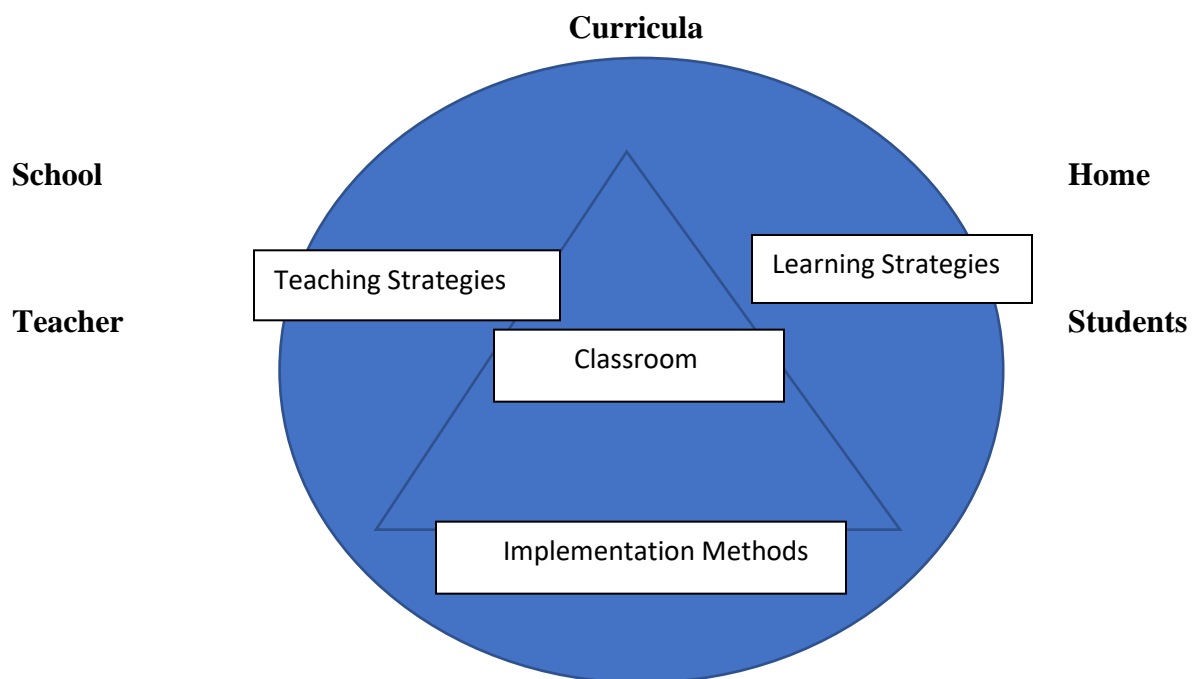 Curricula
School
Home
Teaching Strategies
Learning Strategies
Teacher
Students
Classroom
Implementation Methods